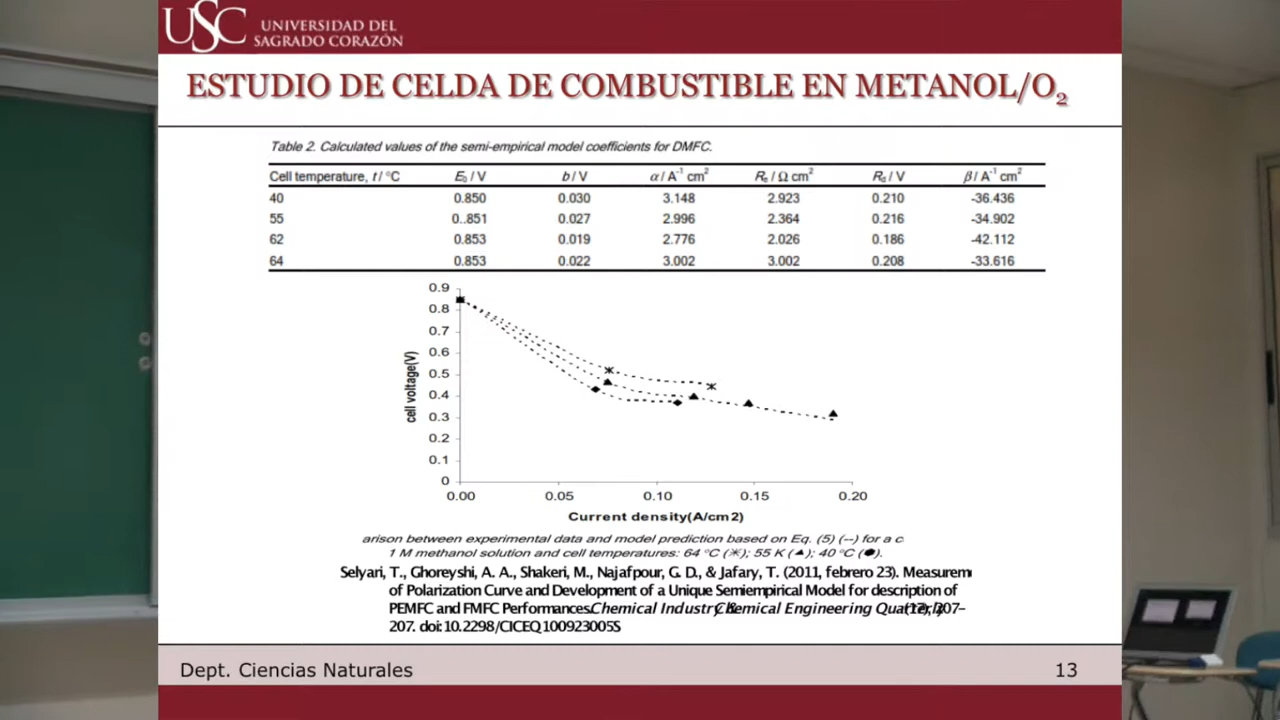 USC UNIVERSIDAD DEL
SAGRADO CORAZÓN
ESTUDIO DE CELDA DE COMBUSTIBLE EN METANOL/O₂
Table 2. Calculated values of the semi-empirical model coefficients for DMFC.
Cell temperature, t / °C E₀ / V b / V α / A⁻¹ cm² Rₑ / Ω cm² R_d / V β / A⁻¹ cm²
40 0.850 0.030 3.148 2.923 0.210 -36.436
55 0..851 0.027 2.996 2.364 0.216 -34.902
62 0.853 0.019 2.776 2.026 0.186 -42.112
64 0.853 0.022 3.002 3.002 0.208 -33.616
0.9
0.8
0.7
0.6
0.5
0.4
0.3
0.2
0.1
0
cell voltage(V)
0.00 0.05 0.10 0.15 0.20
Current density(A/cm2)
arison between experimental data and model prediction based on Eq. (5) (--) for a c
1 M methanol solution and cell temperatures: 64 °C (✳); 55 K (▲); 40 °C (●).
Selyari, T., Ghoreyshi, A. A., Shakeri, M., Najafpour, G. D., & Jafary, T. (2011, febrero 23). Measurem
of Polarization Curve and Development of a Unique Semiempirical Model for description of
PEMFC and FMFC Performances. Chemical Industry & Chemical Engineering Quarterly 207–
207. doi:10.2298/CICEQ100923005S
Dept. Ciencias Naturales 13